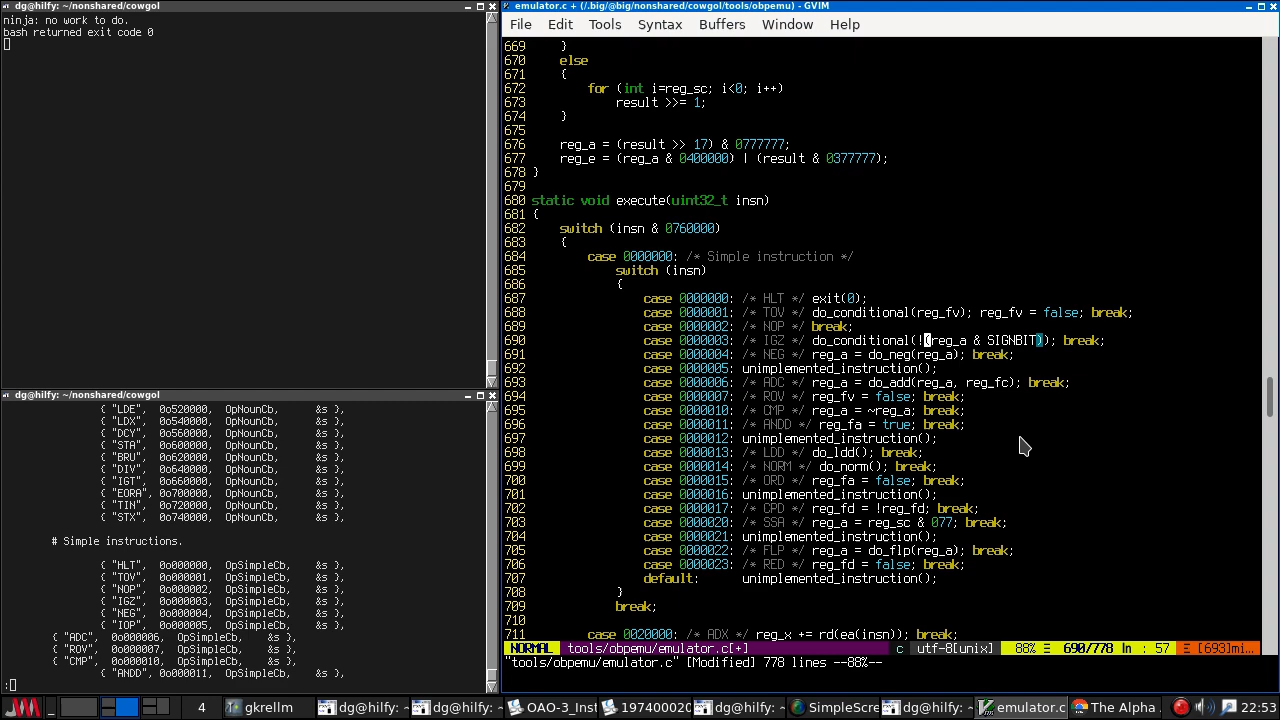 dg@hilfy: ~/nonshared/cowgol
ninja: no work to do.
bash returned exit code 0
dg@hilfy: ~/nonshared/cowgol
{ "LDE", 0o520000, OpNounCb, &s },
{ "LDX", 0o540000, OpNounCb, &s },
{ "DCY", 0o560000, OpNounCb, &s },
{ "STA", 0o600000, OpNounCb, &s },
{ "BRU", 0o620000, OpNounCb, &s },
{ "DIV", 0o640000, OpNounCb, &s },
{ "IGT", 0o660000, OpNounCb, &s },
{ "EORA", 0o700000, OpNounCb, &s },
{ "TIN", 0o720000, OpNounCb, &s },
{ "STX", 0o740000, OpNounCb, &s },
# Simple instructions.
{ "HLT", 0o000000, OpSimpleCb, &s },
{ "TOV", 0o000001, OpSimpleCb, &s },
{ "NOP", 0o000002, OpSimpleCb, &s },
{ "IGZ", 0o000003, OpSimpleCb, &s },
{ "NEG", 0o000004, OpSimpleCb, &s },
{ "IOP", 0o000005, OpSimpleCb, &s },
{ "ADC", 0o000006, OpSimpleCb, &s },
{ "ROV", 0o000007, OpSimpleCb, &s },
{ "CMP", 0o000010, OpSimpleCb, &s },
{ "ANDD", 0o000011, OpSimpleCb, &s },
:
emulator.c + (/.big/@big/nonshared/cowgol/tools/obpemu) - GVIM
File Edit Tools Syntax Buffers Window Help
669 }
670 else
671 {
672 for (int i=reg_sc; i<0; i++)
673 result >>= 1;
674 }
675
676 reg_a = (result >> 17) & 0777777;
677 reg_e = (reg_a & 0400000) | (result & 0377777);
678 }
679
680 static void execute(uint32_t insn)
681 {
682 switch (insn & 0760000)
683 {
684 case 0000000: /* Simple instruction */
685 switch (insn)
686 {
687 case 0000000: /* HLT */ exit(0);
688 case 0000001: /* TOV */ do_conditional(reg_fv); reg_fv = false; break;
689 case 0000002: /* NOP */ break;
690 case 0000003: /* IGZ */ do_conditional(!(reg_a & SIGNBIT)); break;
691 case 0000004: /* NEG */ reg_a = do_neg(reg_a); break;
692 case 0000005: unimplemented_instruction();
693 case 0000006: /* ADC */ reg_a = do_add(reg_a, reg_fc); break;
694 case 0000007: /* ROV */ reg_fv = false; break;
695 case 0000010: /* CMP */ reg_a = ~reg_a; break;
696 case 0000011: /* ANDD */ reg_fa = true; break;
697 case 0000012: unimplemented_instruction();
698 case 0000013: /* LDD */ do_ldd(); break;
699 case 0000014: /* NORM */ do_norm(); break;
700 case 0000015: /* ORD */ reg_fa = false; break;
701 case 0000016: unimplemented_instruction();
702 case 0000017: /* CPD */ reg_fd = !reg_fd; break;
703 case 0000020: /* SSA */ reg_a = reg_sc & 077; break;
704 case 0000021: unimplemented_instruction();
705 case 0000022: /* FLP */ reg_a = do_flp(reg_a); break;
706 case 0000023: /* RED */ reg_fd = false; break;
707 default: unimplemented_instruction();
708 }
709 break;
710
711 case 0020000: /* ADX */ reg_x += rd(ea(insn)); break;
NORMAL tools/obpemu/emulator.c[+] c utf-8[unix] 88% Ξ 690/778 ln : 57 Ξ [693]mi...
"tools/obpemu/emulator.c" [Modified] 778 lines --88%--
4 gkrellm dg@hilfy: ~ dg@hilfy: ~ OAO-3_Inst 197400020 dg@hilfy: ~ SimpleScre dg@hilfy: ~ emulator.c The Alpha 22:53